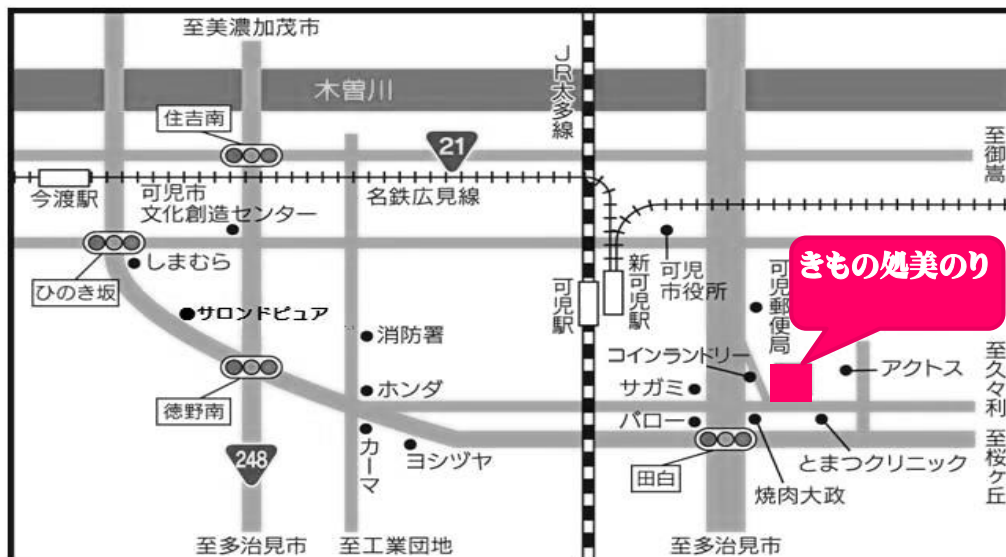 至美濃加茂市
木曽川
JR太多線
住吉南
21
至御嵩
今渡駅
可児市
文化創造センター
名鉄広見線
しまむら
ひのき坂
サロンドピュア
消防署
可児駅
新可児駅
可児
市役所
可児郵便局
きもの処美のり
コインランドリー
アクトス
至久々利
徳野南
ホンダ
サガミ
バロー
248
カーマ
ヨシヅヤ
田白
とまつクリニック
焼肉大政
至桜ヶ丘
至多治見市
至工業団地
至多治見市